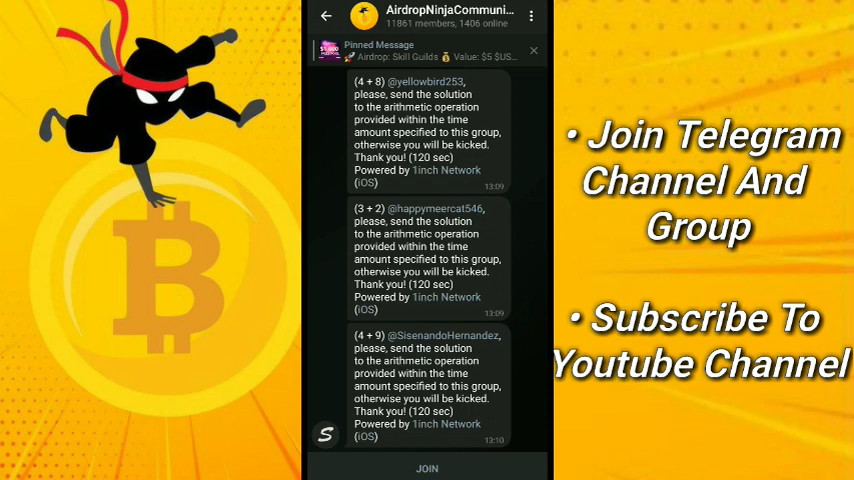 AirdropNinjaCommuni...
11861 members, 1406 online
Pinned Message
🚀 Airdrop: Skill Guilds 💰 Value: $5 $US...
(4 + 8) @yellowbird253,
please, send the solution
to the arithmetic operation
provided within the time
amount specified to this group,
otherwise you will be kicked.
Thank you! (120 sec)
Powered by 1inch Network
(iOS)
13:09
(3 + 2) @happymeercat546,
please, send the solution
to the arithmetic operation
provided within the time
amount specified to this group,
otherwise you will be kicked.
Thank you! (120 sec)
Powered by 1inch Network
(iOS)
13:09
(4 + 9) @SisenandoHernandez,
please, send the solution
to the arithmetic operation
provided within the time
amount specified to this group,
otherwise you will be kicked.
Thank you! (120 sec)
Powered by 1inch Network
(iOS)
13:10
S
JOIN
• Join Telegram
Channel And
Group
• Subscribe To
Youtube Channel